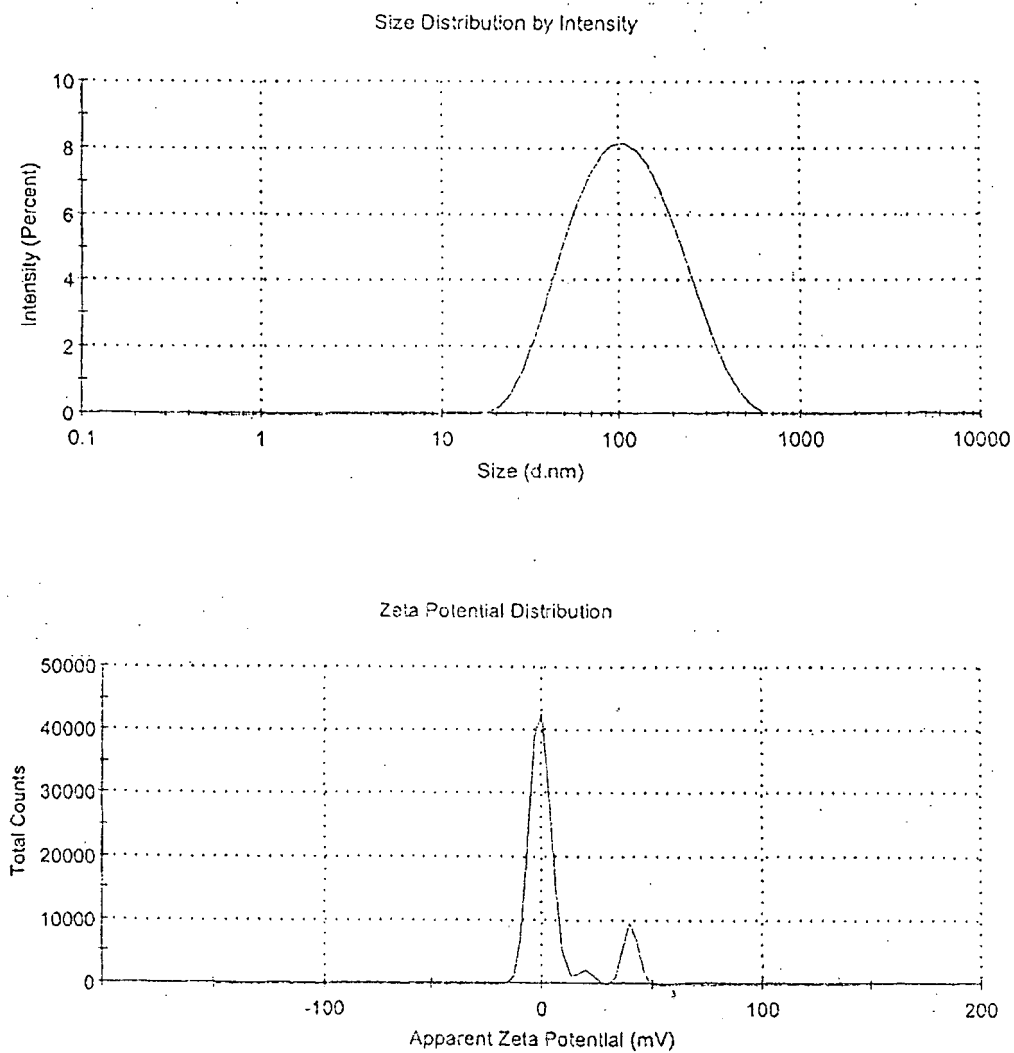 Size Distribution by Intensity
10
8
6
4
2
0
Intensity (Percent)
0.1 1 10 100 1000 10000
Size (d.nm)
Zeta Potential Distribution
50000
40000
30000
20000
10000
0
Total Counts
-100 0 100 200
Apparent Zeta Potential (mV)